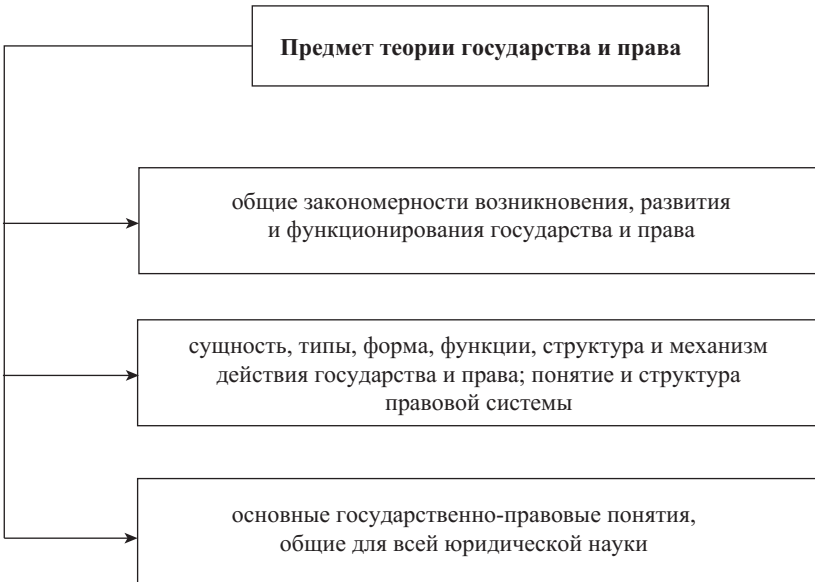 Предмет теории государства и права
общие закономерности возникновения, развития
и функционирования государства и права
сущность, типы, форма, функции, структура и механизм
действия государства и права; понятие и структура
правовой системы
основные государственно-правовые понятия,
общие для всей юридической науки